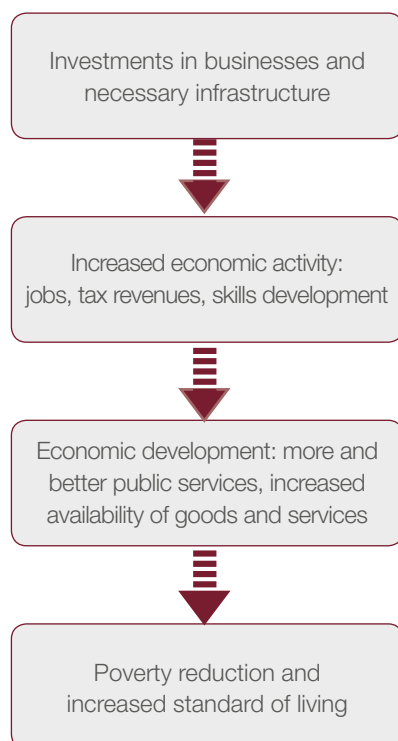 Investments in businesses and
necessary infrastructure
Increased economic activity:
jobs, tax revenues, skills development
Economic development: more and
better public services, increased
availability of goods and services
Poverty reduction and
increased standard of living